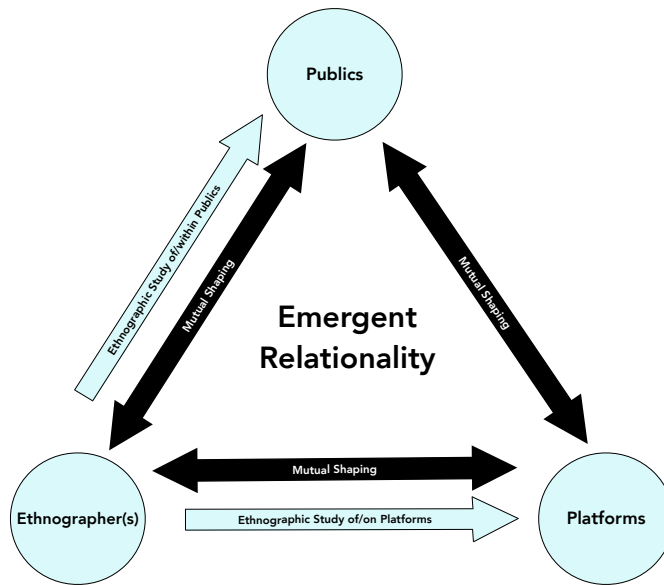 Publics
Ethnographic Study of/within Publics
Mutual Shaping
Mutual Shaping
Emergent
Relationality
Mutual Shaping
Ethnographer(s)
Ethnographic Study of/on Platforms
Platforms